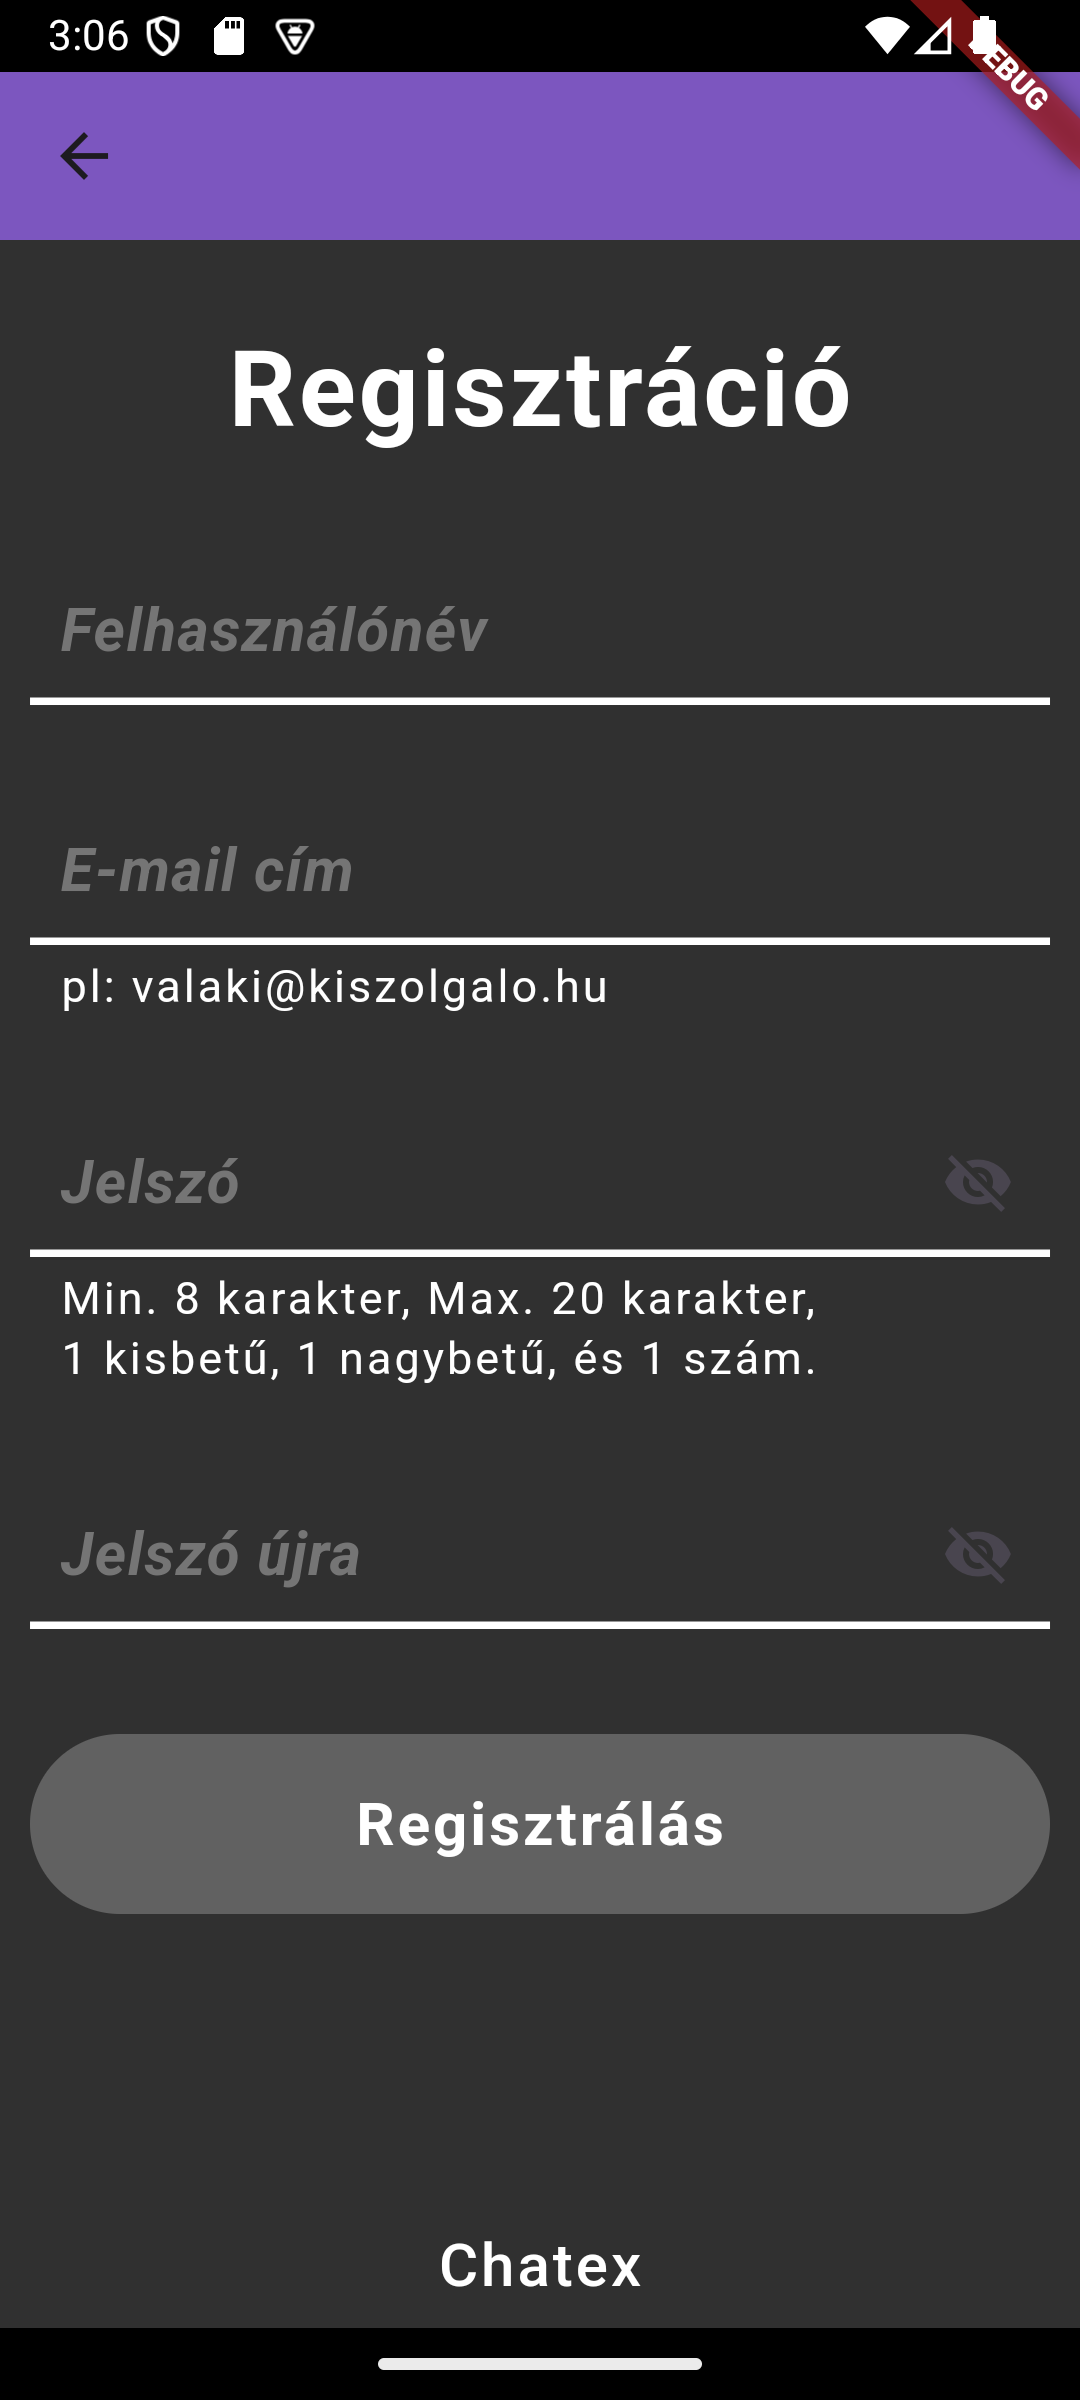 3:06
DEBUG
Regisztráció
Felhasználónév
E-mail cím
pl: valaki@kiszolgalo.hu
Jelszó
Min. 8 karakter, Max. 20 karakter,
1 kisbetű, 1 nagybetű, és 1 szám.
Jelszó újra
Regisztrálás
Chatex